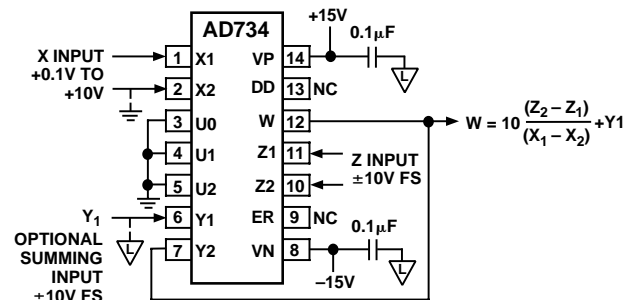 AD734
X INPUT
+0.1V TO
+10V
1 X1
2 X2
3 U0
4 U1
5 U2
6 Y1
7 Y2
VP 14
DD 13 NC
W 12
Z1 11
Z2 10
ER 9 NC
VN 8
+15V
0.1μF
L
W = 10 (Z2 – Z1) / (X1 – X2) +Y1
Z INPUT
±10V FS
0.1μF
L
–15V
Y1
L
OPTIONAL
SUMMING
INPUT
±10V FS